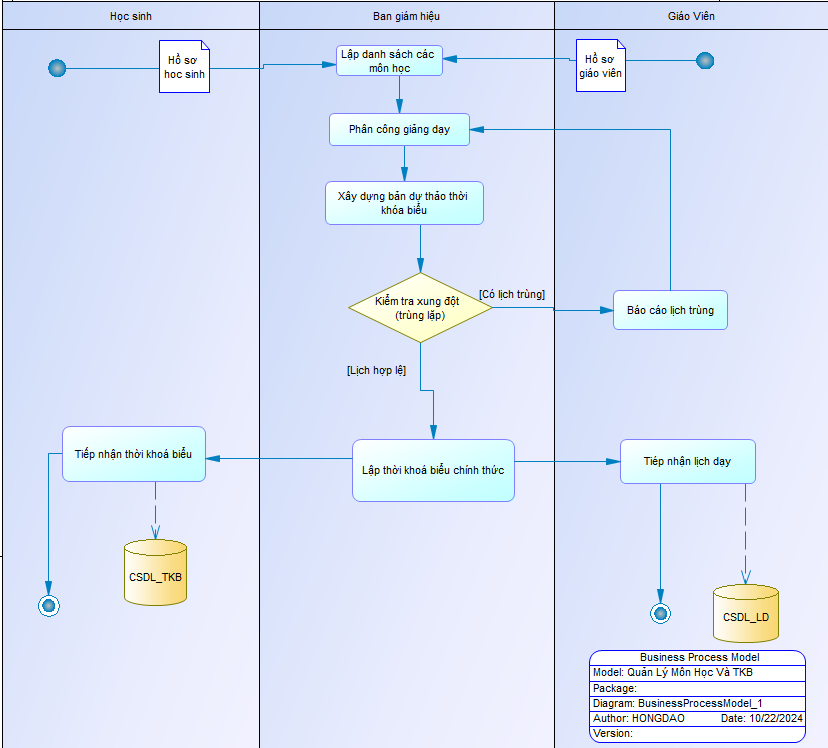 Học sinh
Ban giám hiệu
Giáo Viên
Hồ sơ
học sinh
Lập danh sách các
môn học
Hồ sơ
giáo viên
Phân công giảng dạy
Xây dựng bản dự thảo thời
khóa biểu
Kiểm tra xung đột
(trùng lặp)
[Có lịch trùng]
Báo cáo lịch trùng
[Lịch hợp lệ]
Tiếp nhận thời khoá biểu
Lập thời khoá biểu chính thức
Tiếp nhận lịch dạy
CSDL_TKB
CSDL_LD
Business Process Model
Model: Quản Lý Môn Học Và TKB
Package:
Diagram: BusinessProcessModel_1
Author: HONGDAO Date: 10/22/2024
Version: